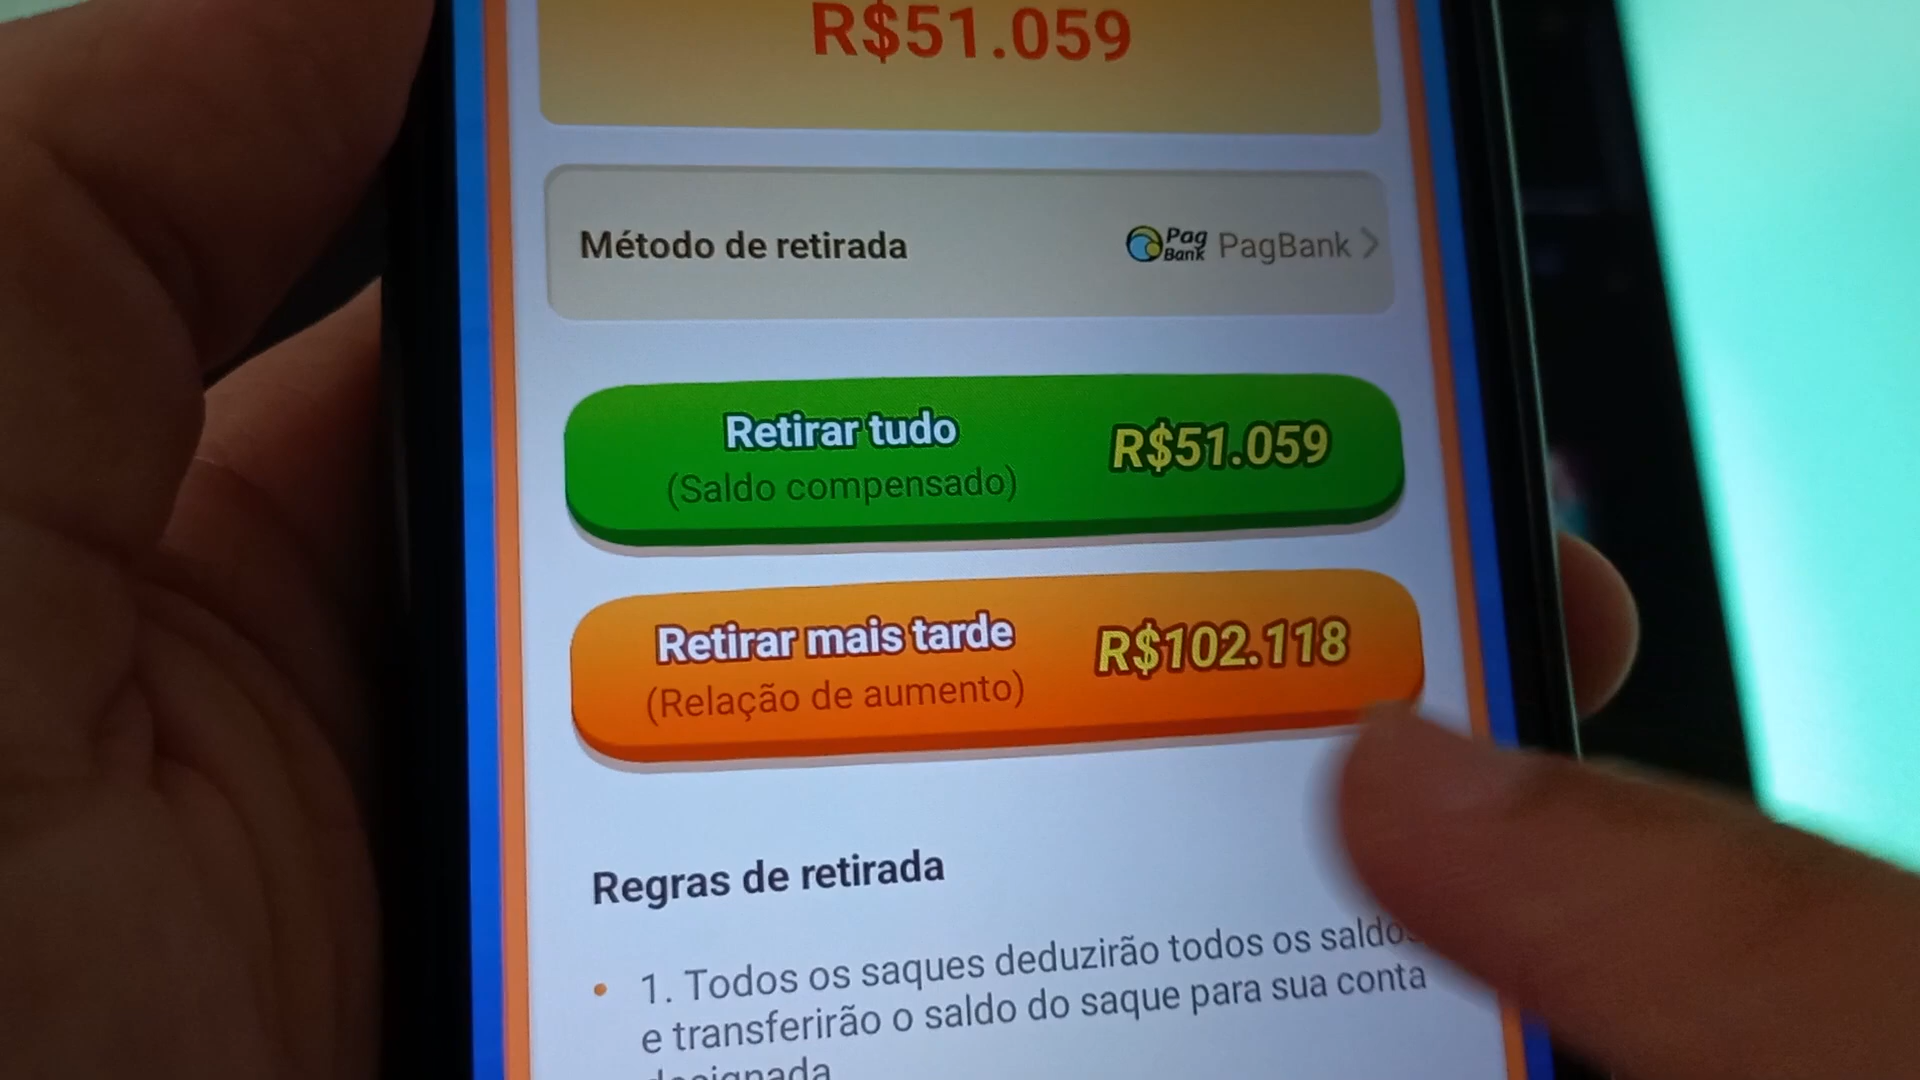 R$51.059
Método de retirada
Pag
Bank
PagBank
Retirar tudo
R$51.059
(Saldo compensado)
Retirar mais tarde
R$102.118
(Relação de aumento)
Regras de retirada
• 1. Todos os saques deduzirão todos os saldos
e transferirão o saldo do saque para sua conta
designada